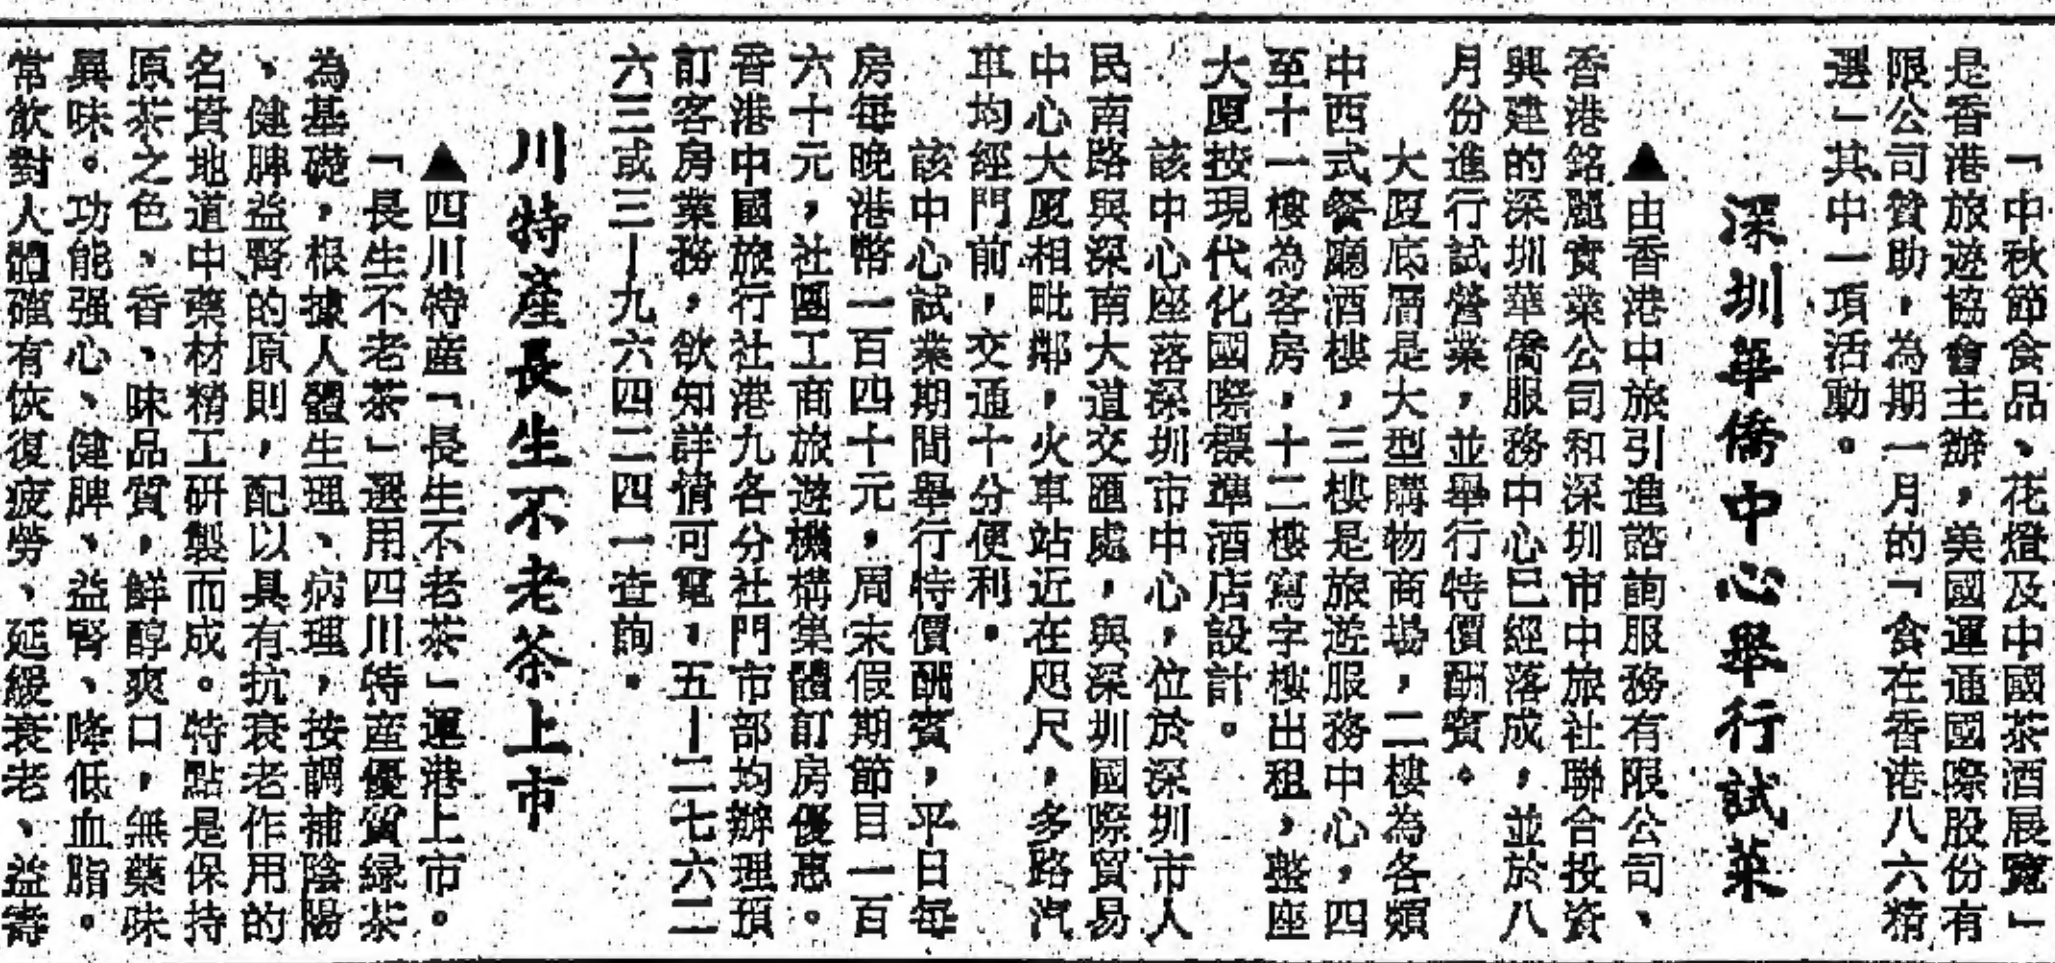 「中秋節食品、花燈及中國茶酒展覽」
是香港旅遊協會主辦，美國運通國際股份有
限公司贊助，為期一月的「食在香港八六精
選」其中一項活動。
深圳華僑中心舉行試業
▲由香港中旅引進諮詢服務有限公司、
香港銘麗實業公司和深圳市中旅社聯合投資
興建的深圳華僑服務中心已經落成，並於八
月份進行試營業，並舉行特價酬賓。
大厦底層是大型購物商場，二樓為各類
中西式餐廳酒樓，三樓是旅遊服務中心，四
至十一樓為客房，十二樓寫字樓出租，整座
大厦按現代化國際標準酒店設計。
該中心座落深圳市中心，位於深圳市人
民南路與深南大道交匯處，與深圳國際貿易
中心大厦相毗鄰，火車站近在咫尺，多路汽
車均經門前，交通十分便利。
該中心試業期間舉行特價酬賓，平日每
房每晚港幣一百四十元，周末假期節目一百
六十元，社團工商旅遊機構集體訂房優惠。
香港中國旅行社港九各分社門市部均辦理預
訂客房業務，欲知詳情可電，五—二七六二
六三或三—九六四二四一查詢。
川特產長生不老茶上市
▲四川特產「長生不老茶」運港上市。
「長生不老茶」選用四川特產優質綠茶
為基礎，根據人體生理、病理，按調補陰陽
、健脾益腎的原則，配以具有抗衰老作用的
名貴地道中藥材精工研製而成。特點是保持
原茶之色、香、味品質，鮮醇爽口，無藥味
異味。功能强心、健脾、益腎、降低血脂。
常飲對人體確有恢復疲勞、延緩衰老、益壽